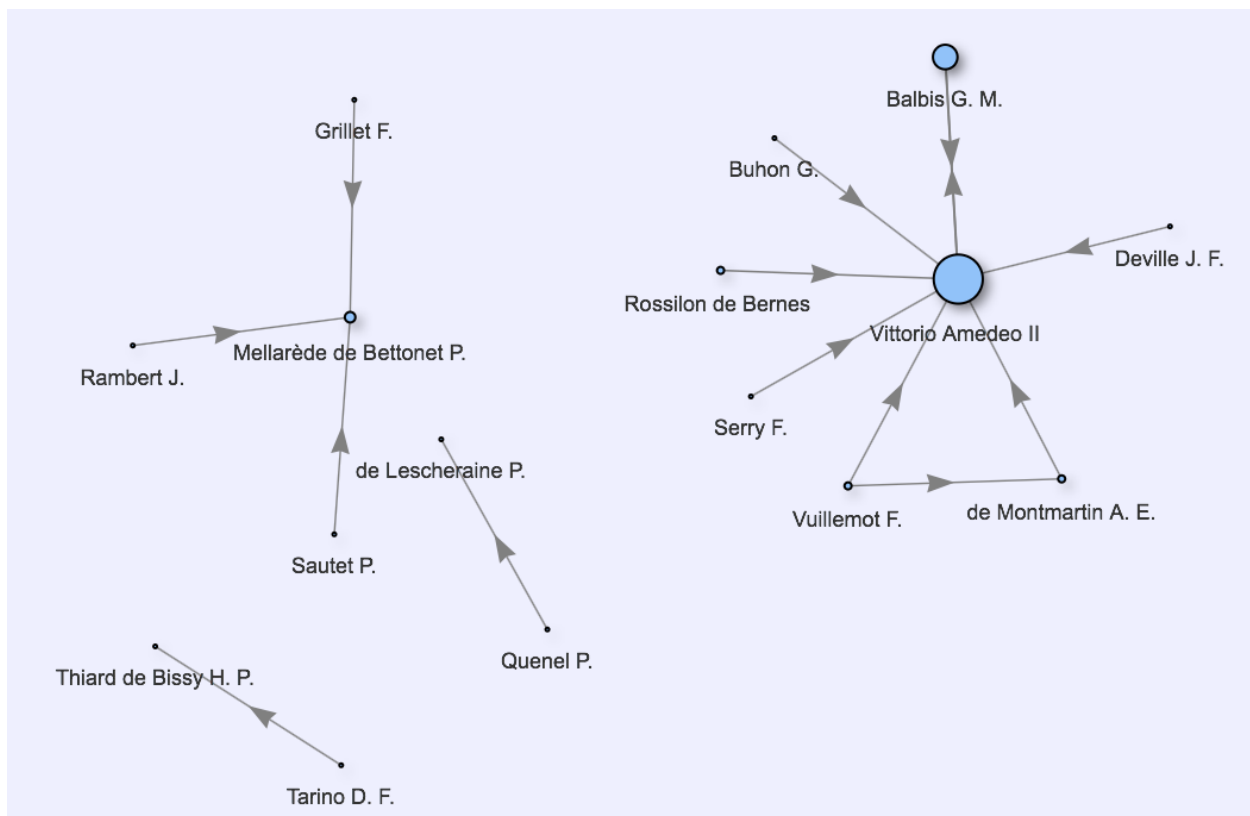 Balbis G. M.
Grillet F.
Buhon G.
Deville J. F.
Rossilon de Bernes
Vittorio Amedeo II
Mellarède de Bettonet P.
Rambert J.
Serry F.
de Lescheraine P.
de Montmartin A. E.
Vuillemot F.
Sautet P.
Quenel P.
Thiard de Bissy H. P.
Tarino D. F.